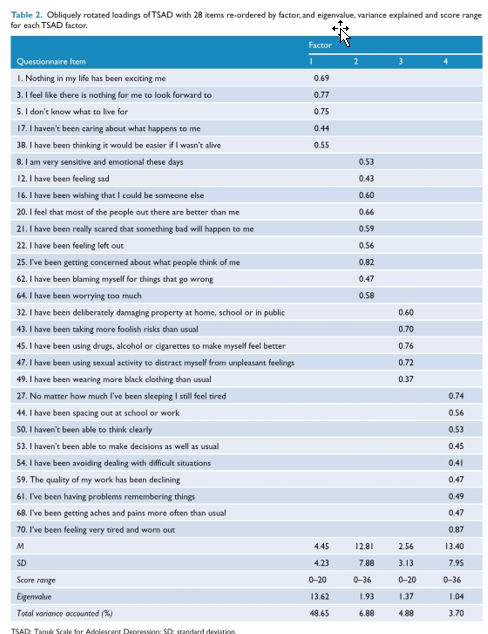 Table 2. Obliquely rotated loadings of TSAD with 28 items re-ordered by factor, and eigenvalue, variance explained and score range
for each TSAD factor.
Factor
Questionnaire Item 1 2 3 4
1. Nothing in my life has been exciting me 0.69
3. I feel like there is nothing for me to look forward to 0.77
5. I don't know what to live for 0.75
17. I haven't been caring about what happens to me 0.44
38. I have been thinking it would be easier if I wasn't alive 0.55
8. I am very sensitive and emotional these days 0.53
12. I have been feeling sad 0.43
16. I have been wishing that I could be someone else 0.60
20. I feel that most of the people out there are better than me 0.66
21. I have been really scared that something bad will happen to me 0.59
22. I have been feeling left out 0.56
25. I've been getting concerned about what people think of me 0.82
62. I have been blaming myself for things that go wrong 0.47
64. I have been worrying too much 0.58
32. I have been deliberately damaging property at home, school or in public 0.60
43. I have been taking more foolish risks than usual 0.70
45. I have been using drugs, alcohol or cigarettes to make myself feel better 0.76
47. I have been using sexual activity to distract myself from unpleasant feelings 0.72
49. I have been wearing more black clothing than usual 0.37
27. No matter how much I've been sleeping I still feel tired 0.74
44. I have been spacing out at school or work 0.56
50. I haven't been able to think clearly 0.53
53. I haven't been able to make decisions as well as usual 0.45
54. I have been avoiding dealing with difficult situations 0.41
59. The quality of my work has been declining 0.47
61. I've been having problems remembering things 0.49
68. I've been getting aches and pains more often than usual 0.47
70. I've been feeling very tired and worn out 0.87
M 4.45 12.81 2.56 13.40
SD 4.23 7.88 3.13 7.95
Score range 0–20 0–36 0–20 0–36
Eigenvalue 13.62 1.93 1.37 1.04
Total variance accounted (%) 48.65 6.88 4.88 3.70
TSAD: Taouk Scale for Adolescent Depression; SD: standard deviation.